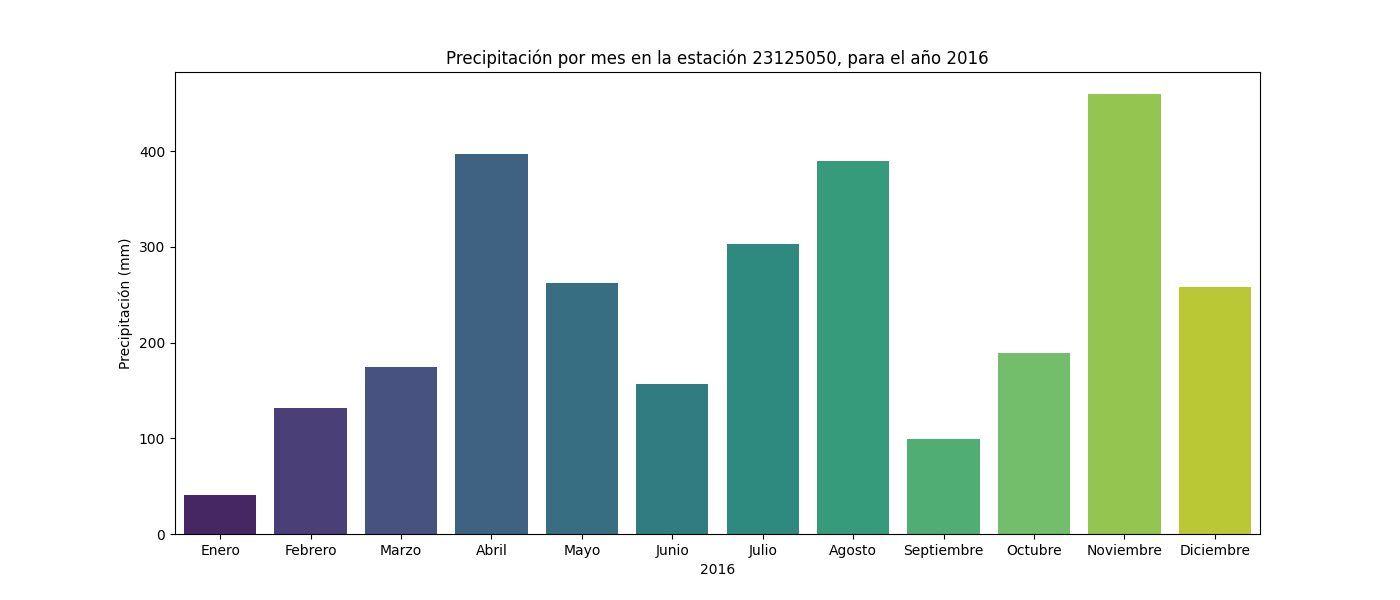 Precipitación por mes en la estación 23125050, para el año 2016
Precipitación (mm)
400
300
200
100
0
Enero Febrero Marzo Abril Mayo Junio Julio Agosto Septiembre Octubre Noviembre Diciembre
2016